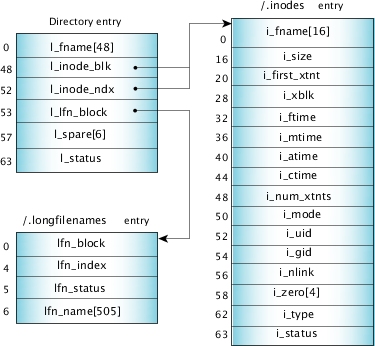 Directory entry
0 l_fname[48]
48 l_inode_blk
52 l_inode_ndx
53 l_lfn_block
57 l_spare[6]
63 l_status
/.longfilenames entry
0 lfn_block
4 lfn_index
5 lfn_status
6 lfn_name[505]
/.inodes entry
0 i_fname[16]
16 i_size
20 i_first_xtnt
28 i_xblk
32 i_ftime
36 i_mtime
40 i_atime
44 i_ctime
48 i_num_xtnts
50 i_mode
52 i_uid
54 i_gid
56 i_nlink
58 i_zero[4]
62 i_type
63 i_status